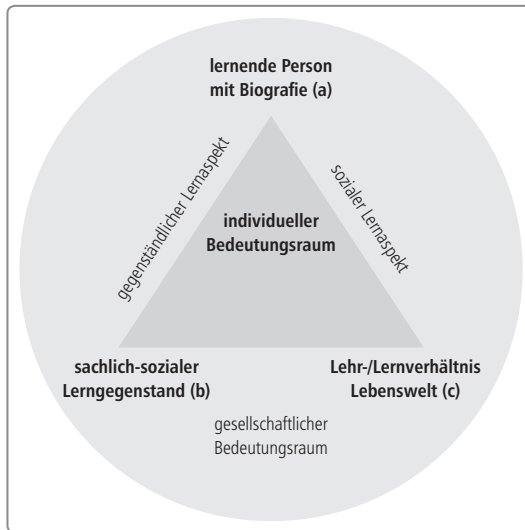 lernende Person
mit Biografie (a)
gegenständlicher Lernaspekt
sozialer Lernaspekt
individueller
Bedeutungsraum
sachlich-sozialer
Lerngegenstand (b)
Lehr-/Lernverhältnis
Lebenswelt (c)
gesellschaftlicher
Bedeutungsraum